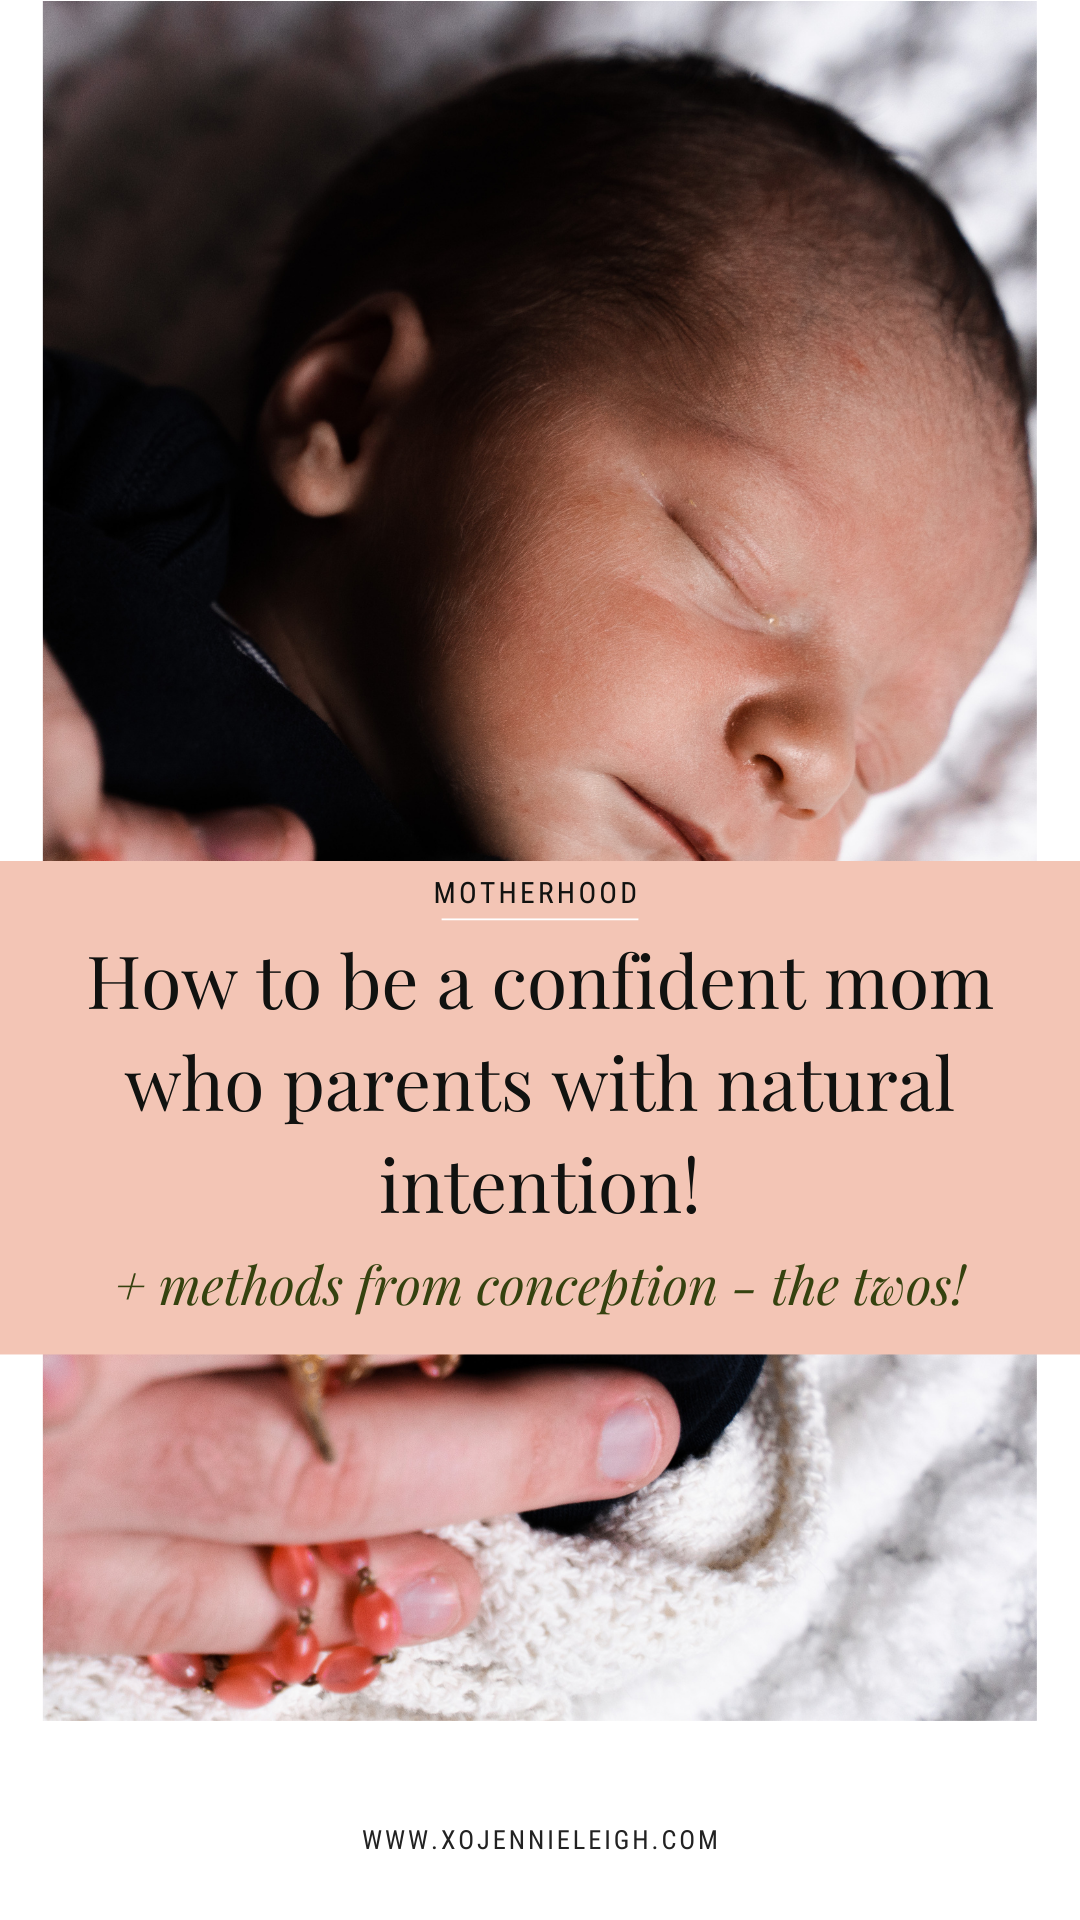 MOTHERHOOD
How to be a confident mom
who parents with natural
intention!
+ methods from conception - the twos!
WWW.XOJENNIELEIGH.COM